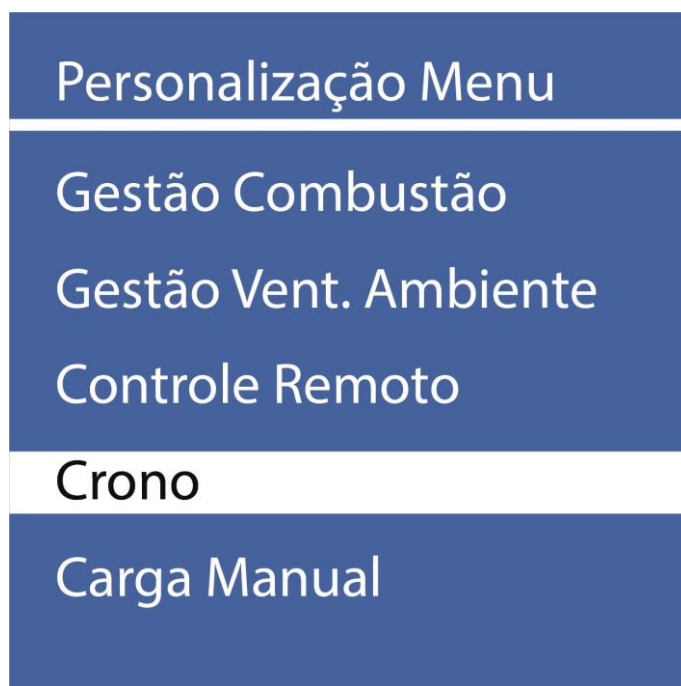 Personalização Menu
Gestão Combustão
Gestão Vent. Ambiente
Controle Remoto
Crono
Carga Manual